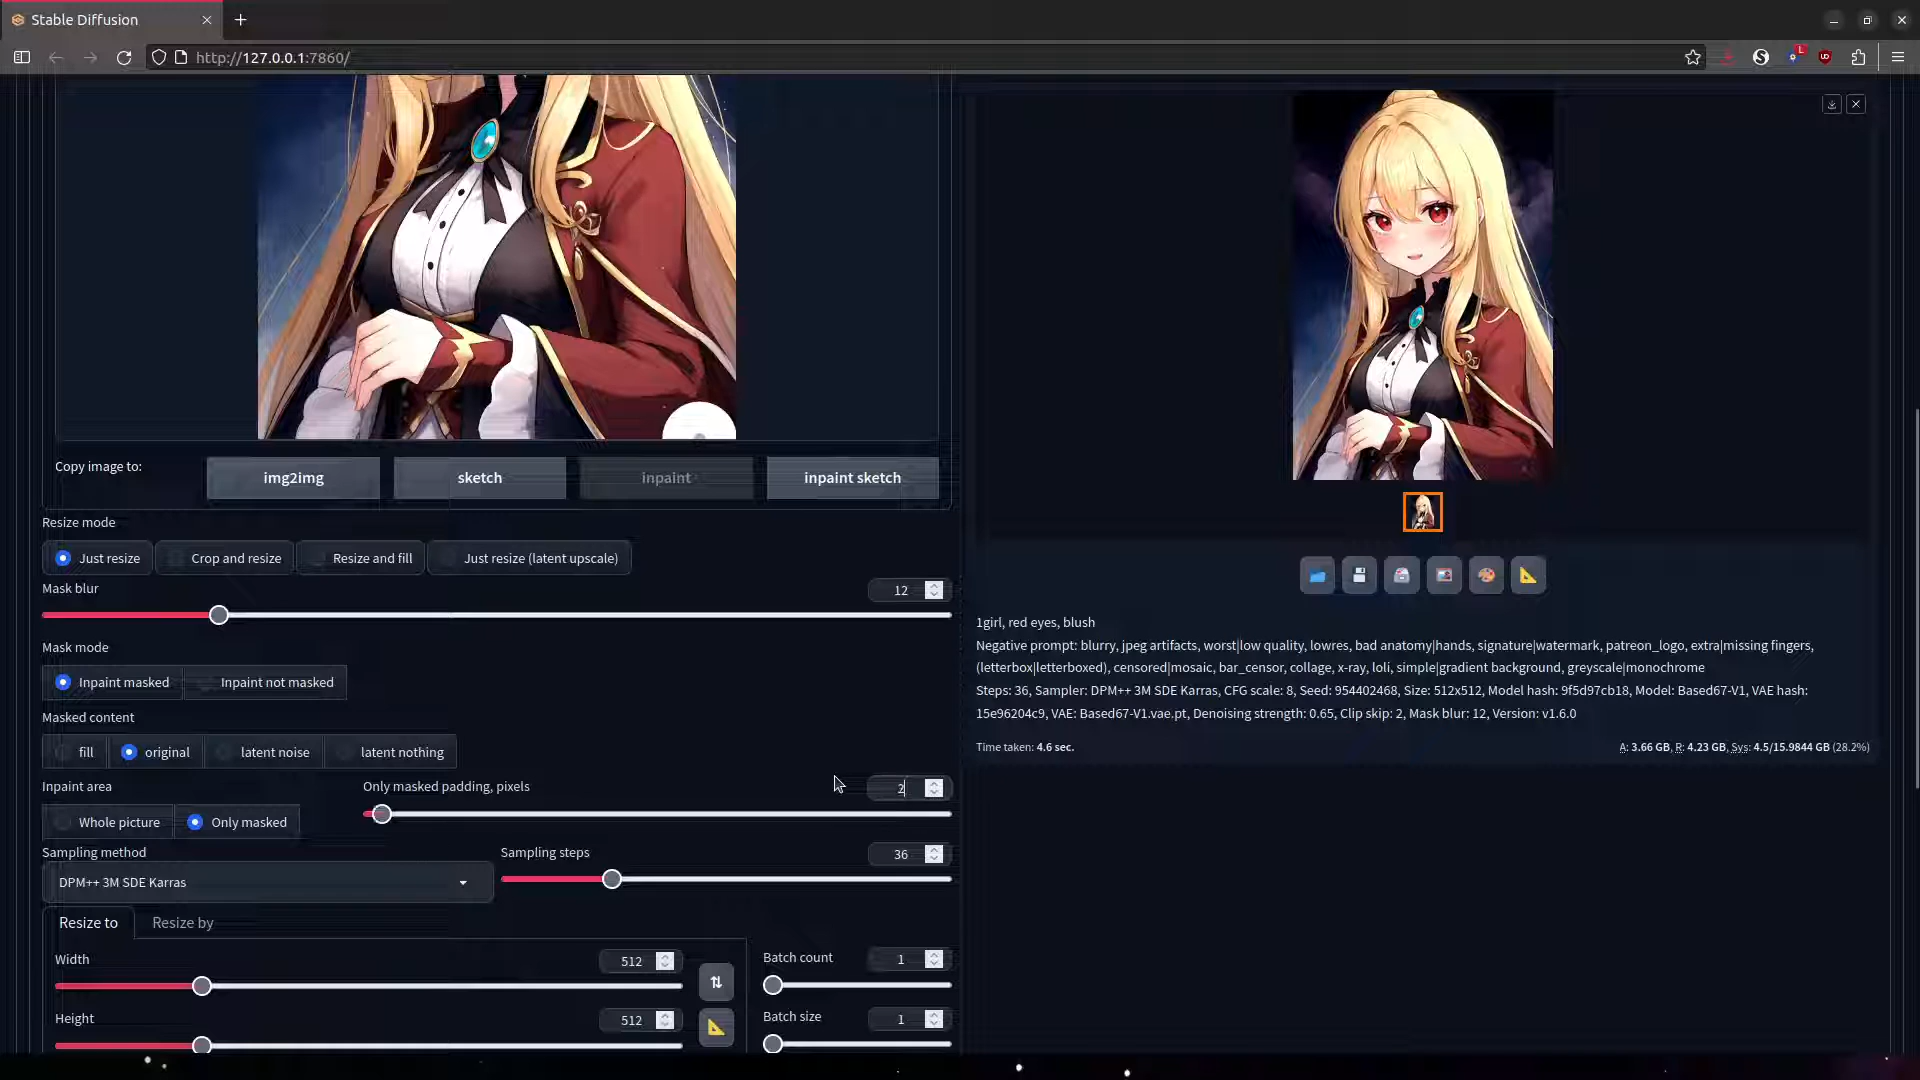 Stable Diffusion
http://127.0.0.1:7860/
Copy image to:
img2img
sketch
inpaint
inpaint sketch
Resize mode
Just resize
Crop and resize
Resize and fill
Just resize (latent upscale)
Mask blur
12
Mask mode
Inpaint masked
Inpaint not masked
Masked content
fill
original
latent noise
latent nothing
Inpaint area
Only masked padding, pixels
2
Whole picture
Only masked
Sampling method
Sampling steps
36
DPM++ 3M SDE Karras
Resize to
Resize by
Width
512
Batch count
1
Height
512
Batch size
1
1girl, red eyes, blush
Negative prompt: blurry, jpeg artifacts, worst|low quality, lowres, bad anatomy|hands, signature|watermark, patreon_logo, extra|missing fingers,
(letterbox|letterboxed), censored|mosaic, bar_censor, collage, x-ray, loli, simple|gradient background, greyscale|monochrome
Steps: 36, Sampler: DPM++ 3M SDE Karras, CFG scale: 8, Seed: 954402468, Size: 512x512, Model hash: 9f5d97cb18, Model: Based67-V1, VAE hash:
15e96204c9, VAE: Based67-V1.vae.pt, Denoising strength: 0.65, Clip skip: 2, Mask blur: 12, Version: v1.6.0
Time taken: 4.6 sec.
A: 3.66 GB, R: 4.23 GB, Sys: 4.5/15.9844 GB (28.2%)